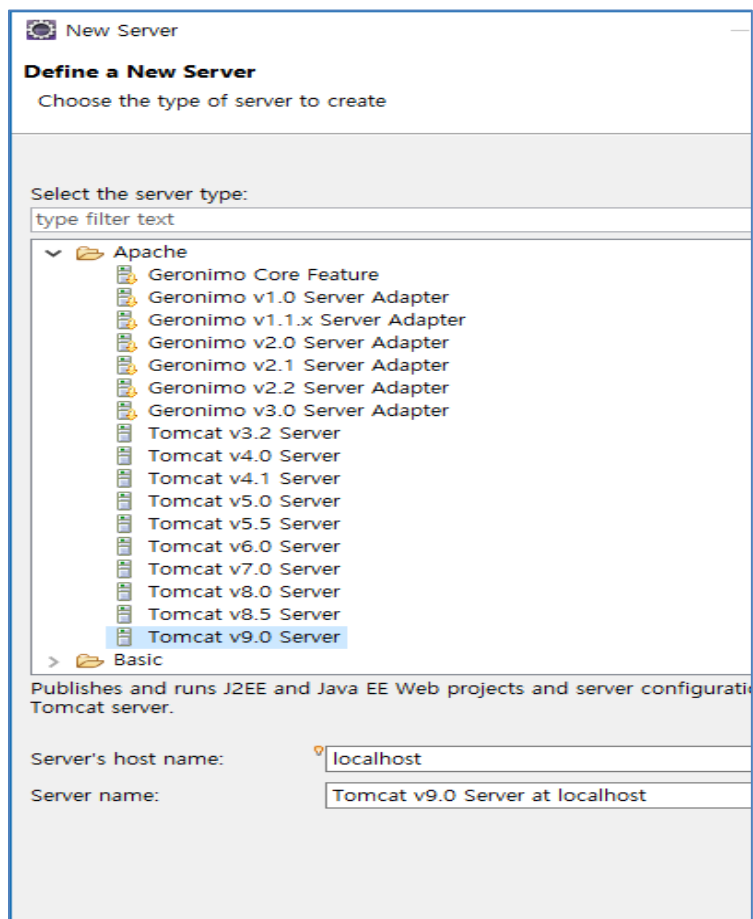 New Server
Define a New Server
Choose the type of server to create
Select the server type:
type filter text
Apache
Geronimo Core Feature
Geronimo v1.0 Server Adapter
Geronimo v1.1.x Server Adapter
Geronimo v2.0 Server Adapter
Geronimo v2.1 Server Adapter
Geronimo v2.2 Server Adapter
Geronimo v3.0 Server Adapter
Tomcat v3.2 Server
Tomcat v4.0 Server
Tomcat v4.1 Server
Tomcat v5.0 Server
Tomcat v5.5 Server
Tomcat v6.0 Server
Tomcat v7.0 Server
Tomcat v8.0 Server
Tomcat v8.5 Server
Tomcat v9.0 Server
Basic
Publishes and runs J2EE and Java EE Web projects and server configurati
Tomcat server.
Server's host name: localhost
Server name: Tomcat v9.0 Server at localhost